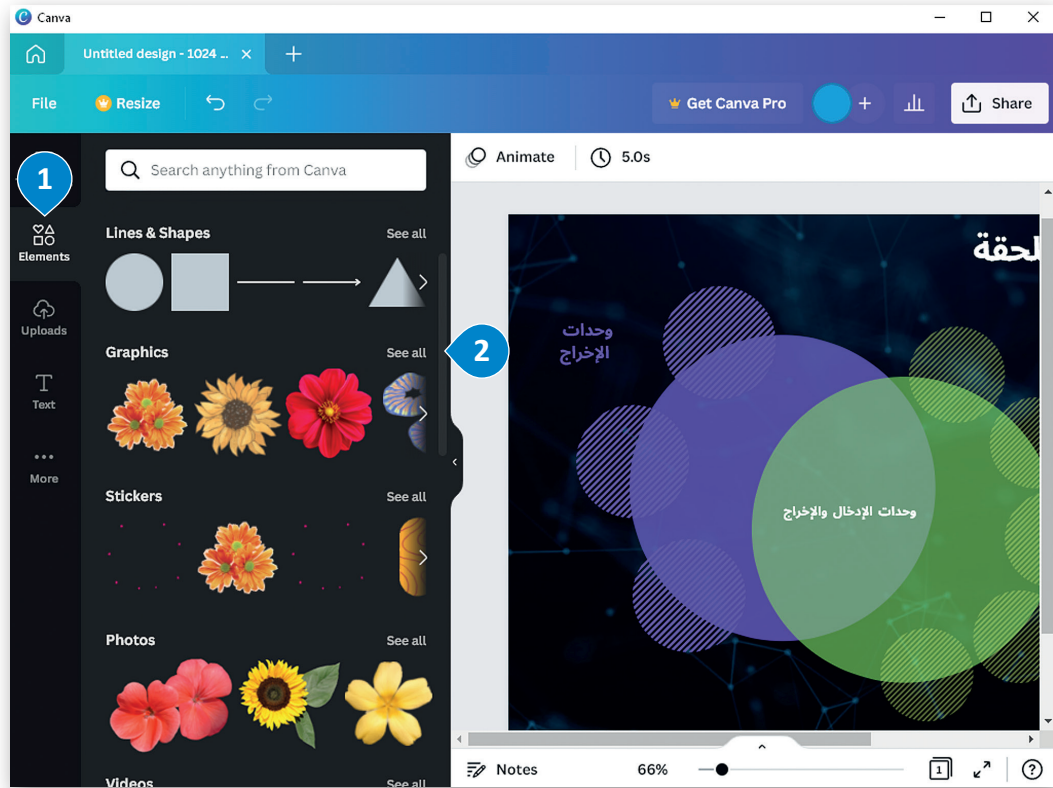 Canva
Untitled design - 1024 ...
File
Resize
Get Canva Pro
Share
1
Search anything from Canva
Animate
5.0s
Elements
Lines & Shapes
See all
Uploads
Graphics
See all
2
Text
More
Stickers
See all
Photos
See all
Videos
See all
لحقة
وحدات
الإخراج
وحدات الإدخال والإخراج
Notes
66%
1